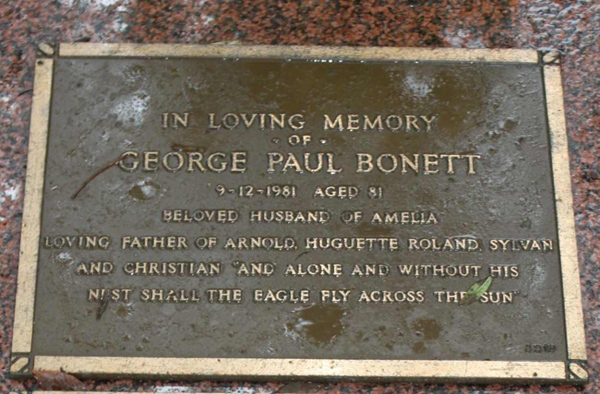 IN LOVING MEMORY
OF
GEORGE PAUL BONETT
9-12-1981 AGED 81
BELOVED HUSBAND OF AMELIA
LOVING FATHER OF ARNOLD, HUGUETTE ROLAND, SYLVAN
AND CHRISTIAN "AND ALONE AND WITHOUT HIS
NEST SHALL THE EAGLE FLY ACROSS THE SUN"